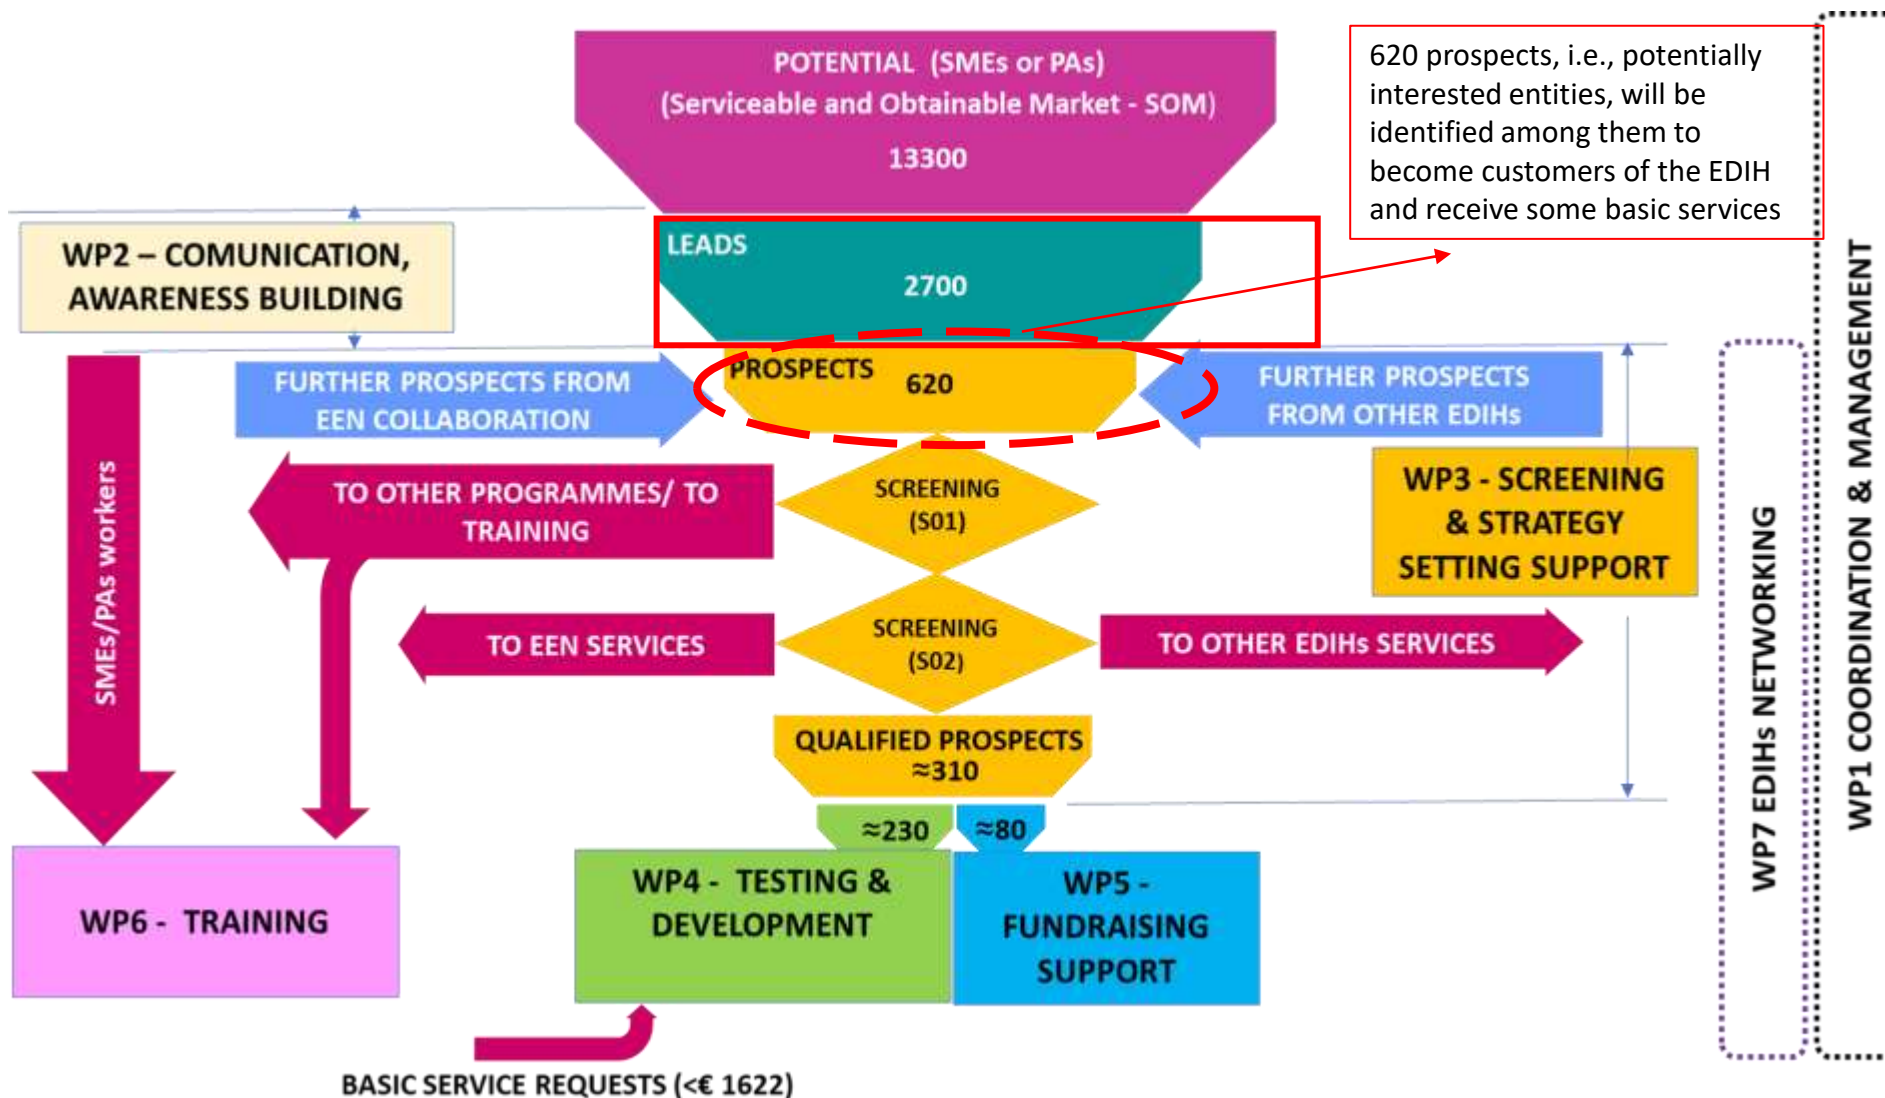 POTENTIAL (SMEs or PAs)
(Serviceable and Obtainable Market - SOM)
13300
620 prospects, i.e., potentially
interested entities, will be
identified among them to
become customers of the EDIH
and receive some basic services
WP2 – COMUNICATION,
AWARENESS BUILDING
LEADS
2700
PROSPECTS
620
FURTHER PROSPECTS FROM
EEN COLLABORATION
FURTHER PROSPECTS
FROM OTHER EDIHs
TO OTHER PROGRAMMES/ TO
TRAINING
SCREENING
(S01)
WP3 - SCREENING
& STRATEGY
SETTING SUPPORT
SMEs/PAs workers
TO EEN SERVICES
SCREENING
(S02)
TO OTHER EDIHs SERVICES
QUALIFIED PROSPECTS
≈310
≈230
≈80
WP6 - TRAINING
WP4 - TESTING &
DEVELOPMENT
WP5 -
FUNDRAISING
SUPPORT
BASIC SERVICE REQUESTS (<€ 1622)
WP7 EDIHs NETWORKING
WP1 COORDINATION & MANAGEMENT